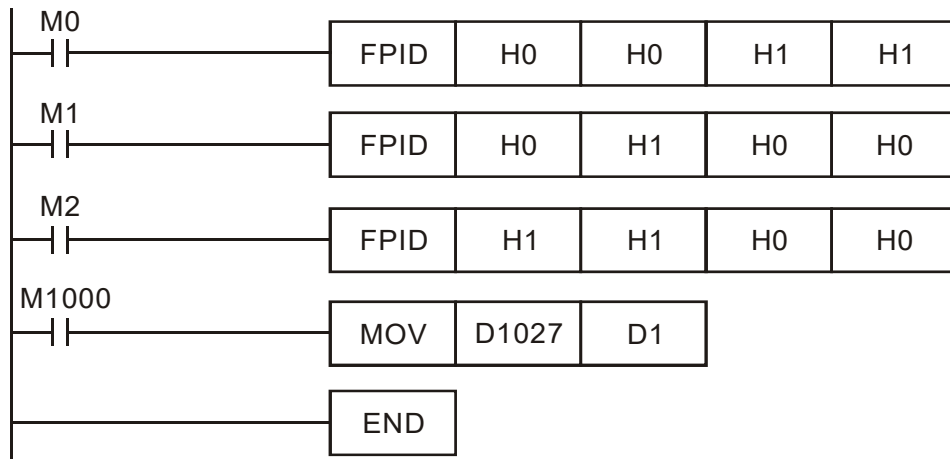 M0
FPID H0 H0 H1 H1
M1
FPID H0 H1 H0 H0
M2
FPID H1 H1 H0 H0
M1000
MOV D1027 D1
END